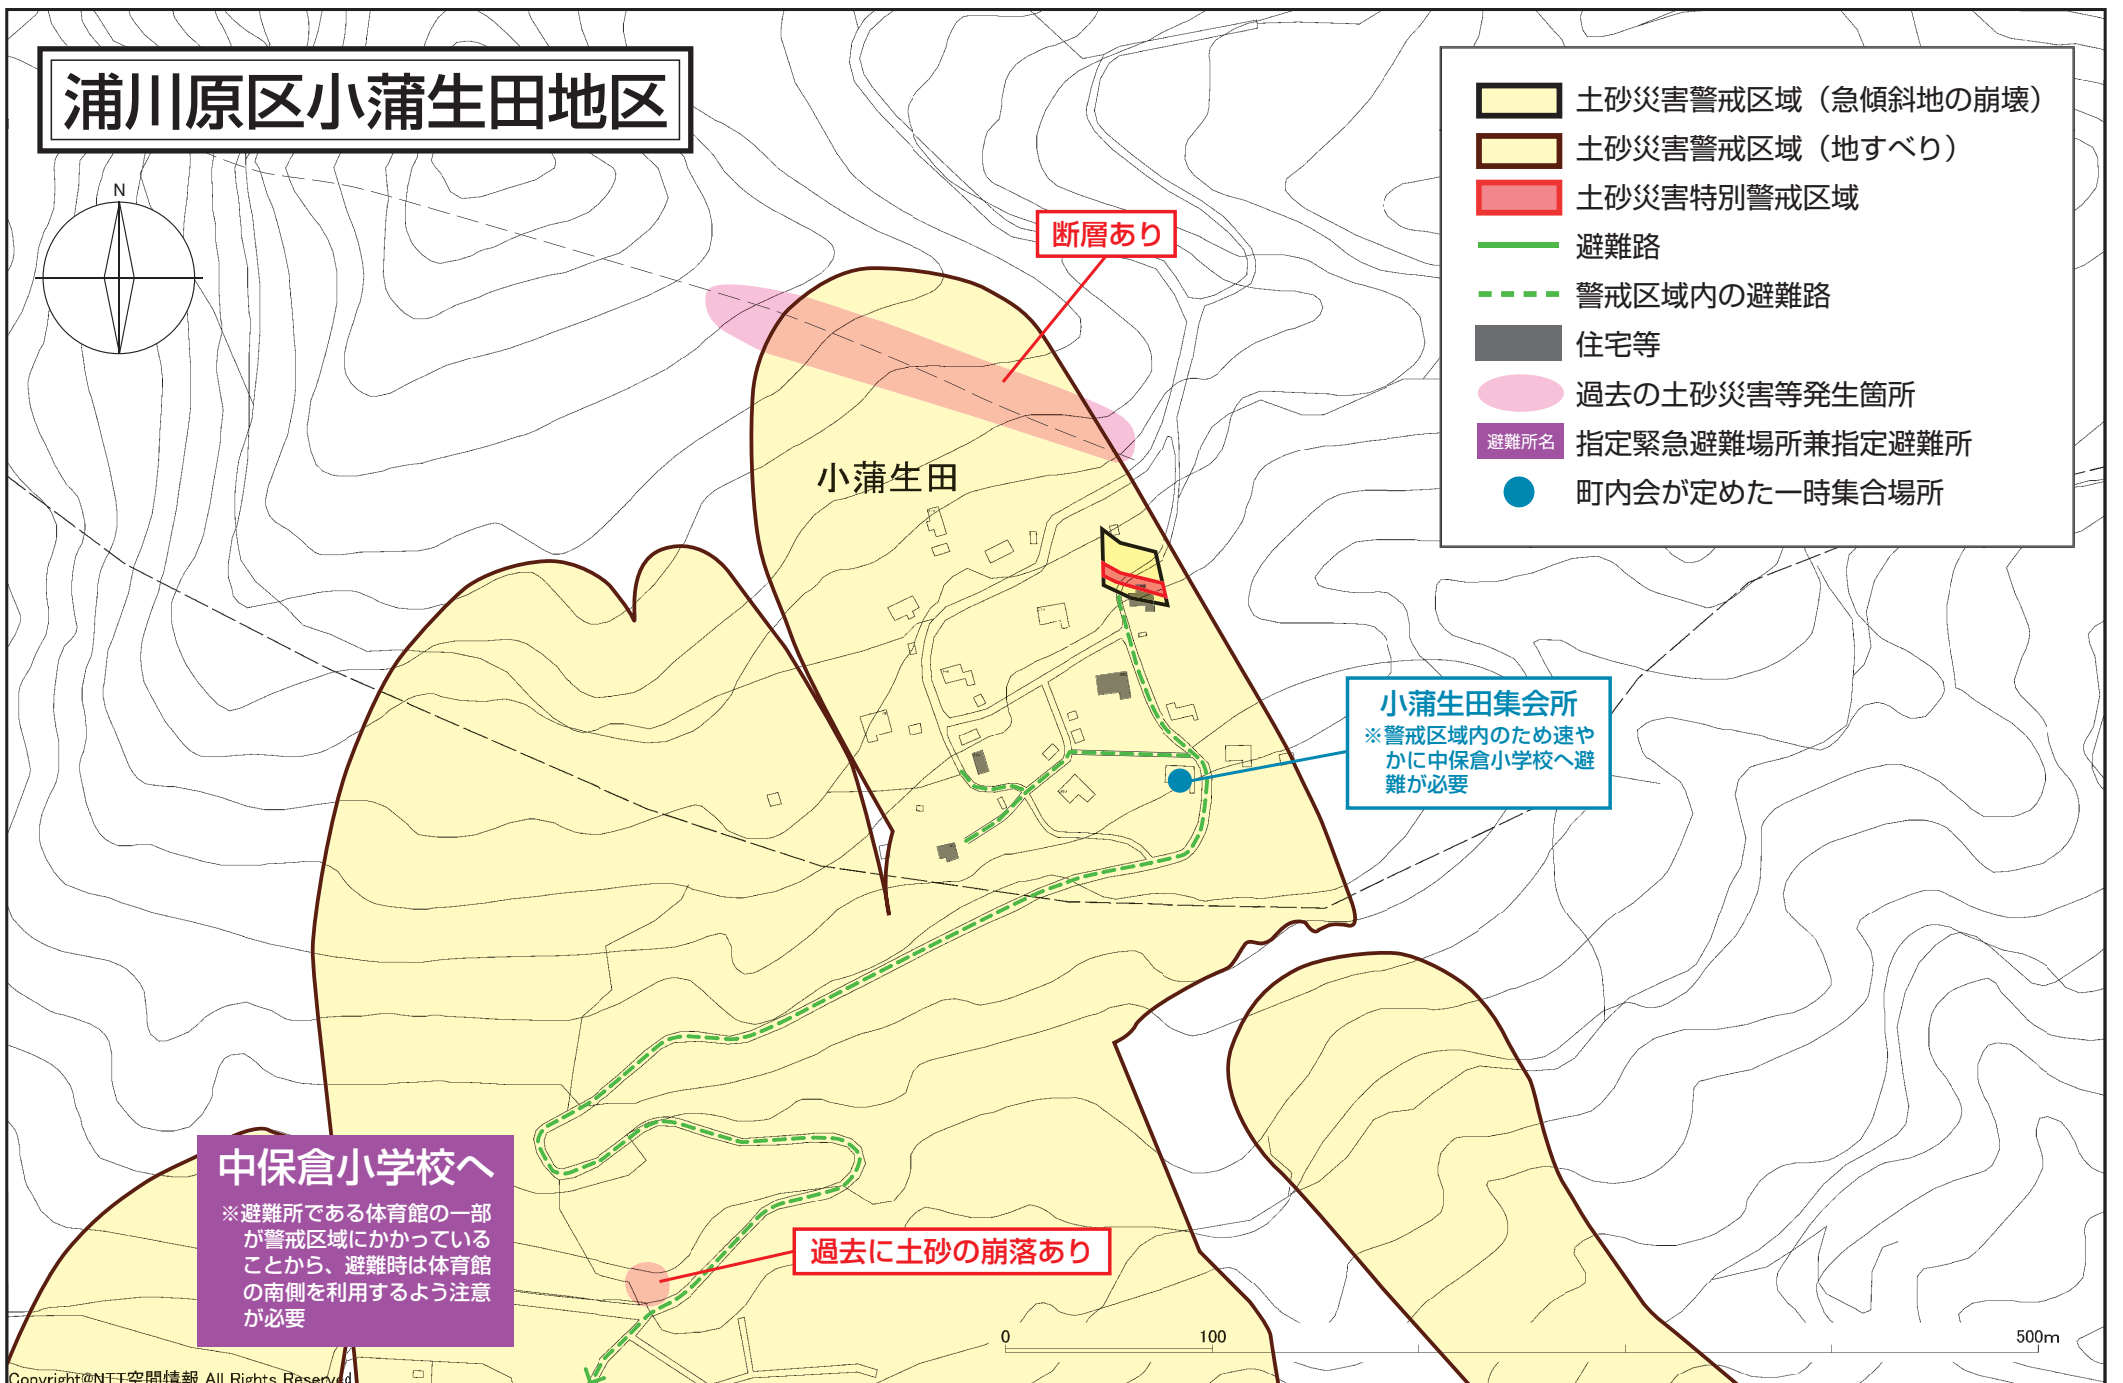 浦川原区小蒲生田地区
N
土砂災害警戒区域（急傾斜地の崩壊）
土砂災害警戒区域（地すべり）
土砂災害特別警戒区域
避難路
警戒区域内の避難路
住宅等
過去の土砂災害等発生箇所
避難所名 指定緊急避難場所兼指定避難所
町内会が定めた一時集合場所
断層あり
小蒲生田
小蒲生田集会所
※警戒区域内のため速や
かに中保倉小学校へ避
難が必要
中保倉小学校へ
※避難所である体育館の一部
が警戒区域にかかっている
ことから、避難時は体育館
の南側を利用するよう注意
が必要
過去に土砂の崩落あり
0 100 500m
Copyright©NTT空間情報 All Rights Reserved